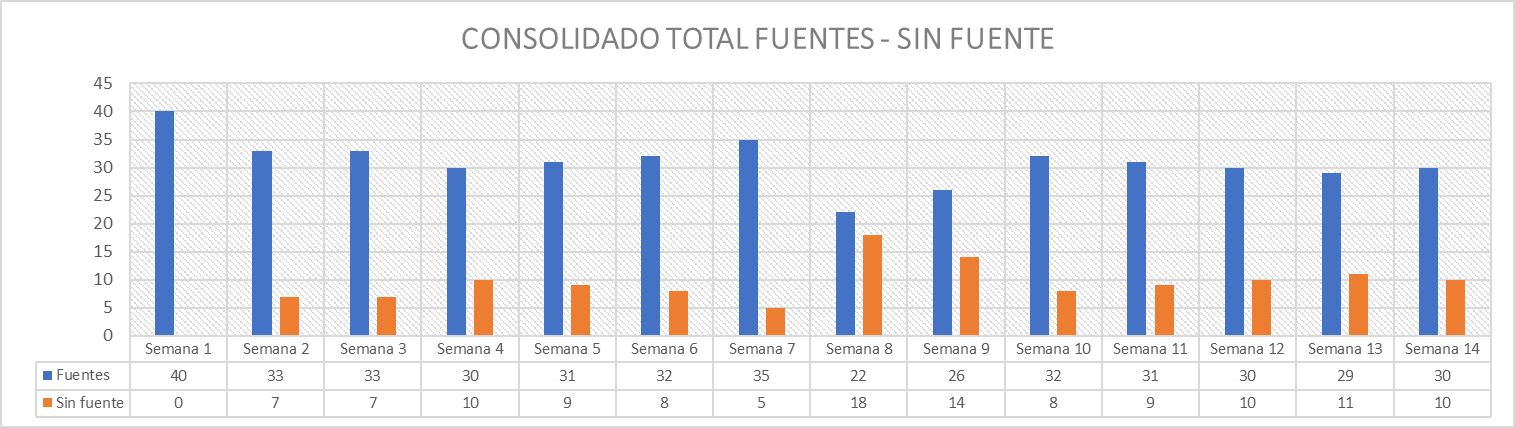 CONSOLIDADO TOTAL FUENTES - SIN FUENTE
45
40
35
30
25
20
15
10
5
0
Semana 1 Semana 2 Semana 3 Semana 4 Semana 5 Semana 6 Semana 7 Semana 8 Semana 9 Semana 10 Semana 11 Semana 12 Semana 13 Semana 14
Fuentes 40 33 33 30 31 32 35 22 26 32 31 30 29 30
Sin fuente 0 7 7 10 9 8 5 18 14 8 9 10 11 10